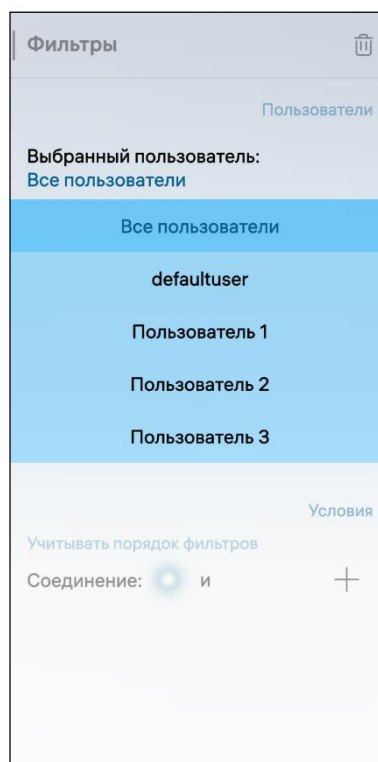 Фильтры
Пользователи
Выбранный пользователь:
Все пользователи
Все пользователи
defaultuser
Пользователь 1
Пользователь 2
Пользователь 3
Условия
Учитывать порядок фильтров
Соединение: и